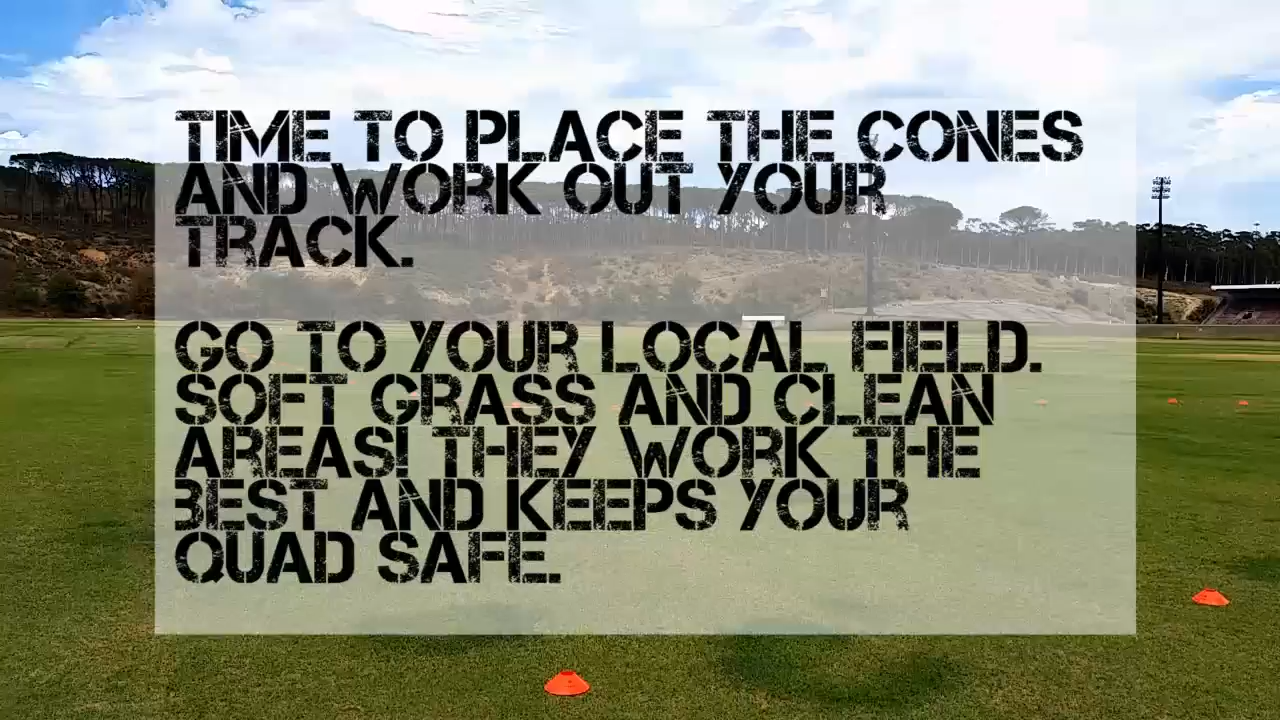 TIME TO PLACE THE CONES
AND WORK OUT YOUR
TRACK.
GO TO YOUR LOCAL FIELD.
SOFT GRASS AND CLEAN
AREAS! THEY WORK THE
BEST AND KEEPS YOUR
QUAD SAFE.